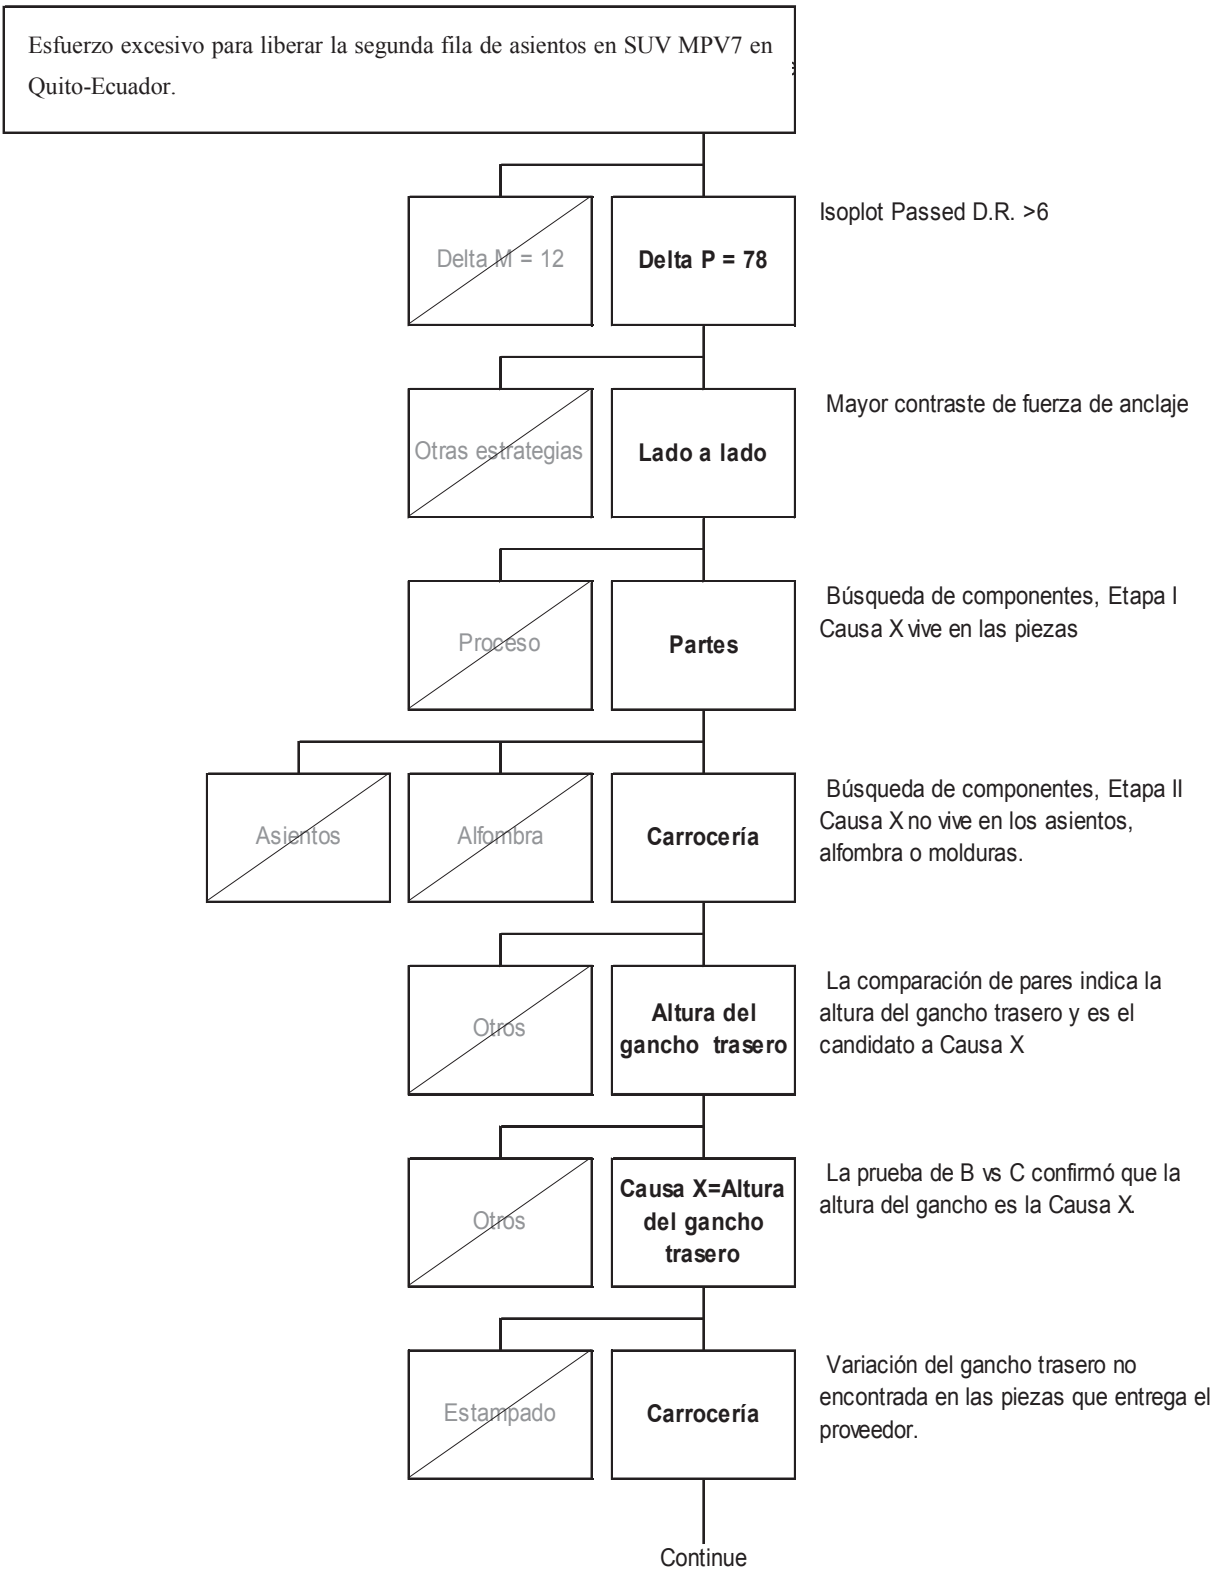 Esfuerzo excesivo para liberar la segunda fila de asientos en SUV MPV7 en
Quito-Ecuador.
Delta M = 12
Delta P = 78
Isoplot Passed D.R. >6
Otras estrategias
Lado a lado
Mayor contraste de fuerza de anclaje
Proceso
Partes
Búsqueda de componentes, Etapa I
Causa X vive en las piezas
Asientos
Alfombra
Carrocería
Búsqueda de componentes, Etapa II
Causa X no vive en los asientos,
alfombra o molduras.
Otros
Altura del
gancho trasero
La comparación de pares indica la
altura del gancho trasero y es el
candidato a Causa X
Otros
Causa X=Altura
del gancho
trasero
La prueba de B vs C confirmó que la
altura del gancho es la Causa X.
Estampado
Carrocería
Variación del gancho trasero no
encontrada en las piezas que entrega el
proveedor.
Continue